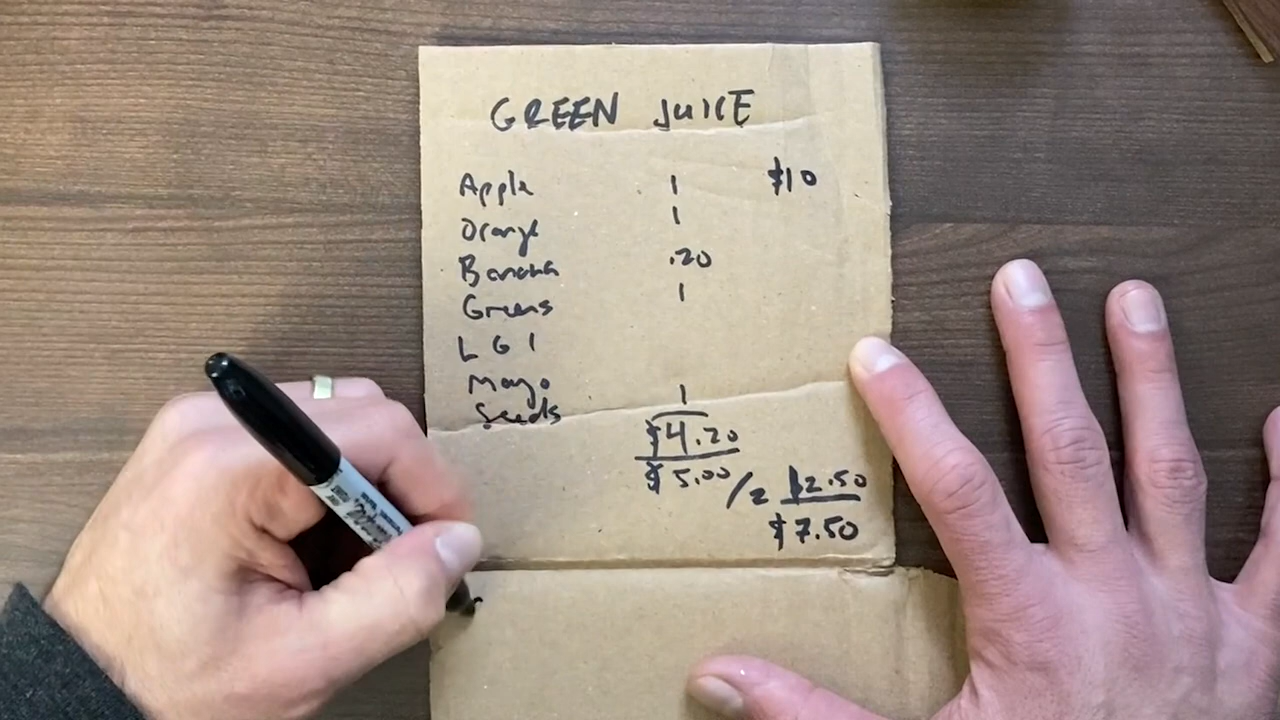 GREEN JUICE
Apple 1 $10
Orange 1
Banana .20
Greens 1
L G 1
Mayo
Seeds 1
$4.20
$5.00 /2 $2.50
$7.50